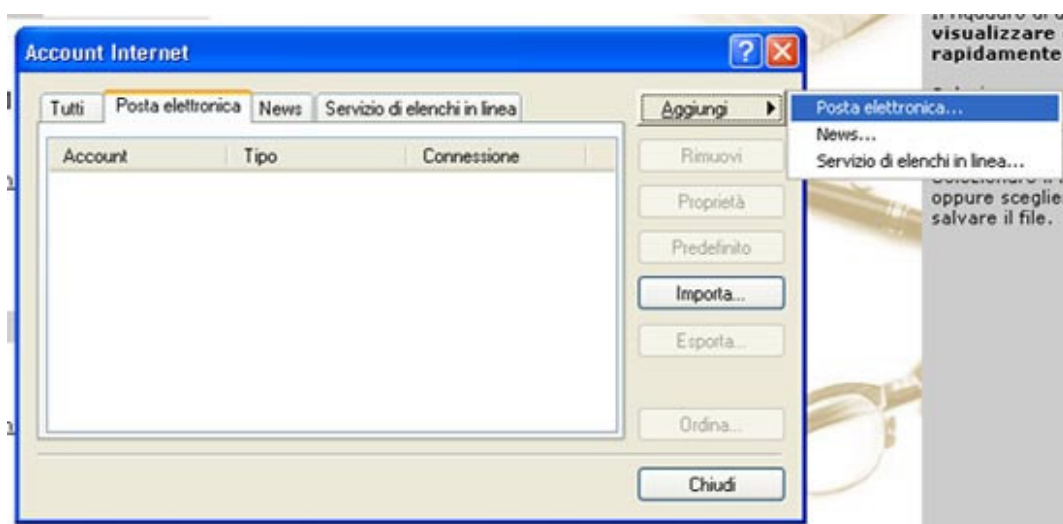 visualizzare
rapidamente
Account Internet
Tutti
Posta elettronica
News
Servizio di elenchi in linea
Account
Tipo
Connessione
Aggiungi
Rimuovi
Proprietà
Predefinito
Importa...
Esporta...
Ordina...
Chiudi
Posta elettronica...
News...
Servizio di elenchi in linea...
oppure sceglie
salvare il file.